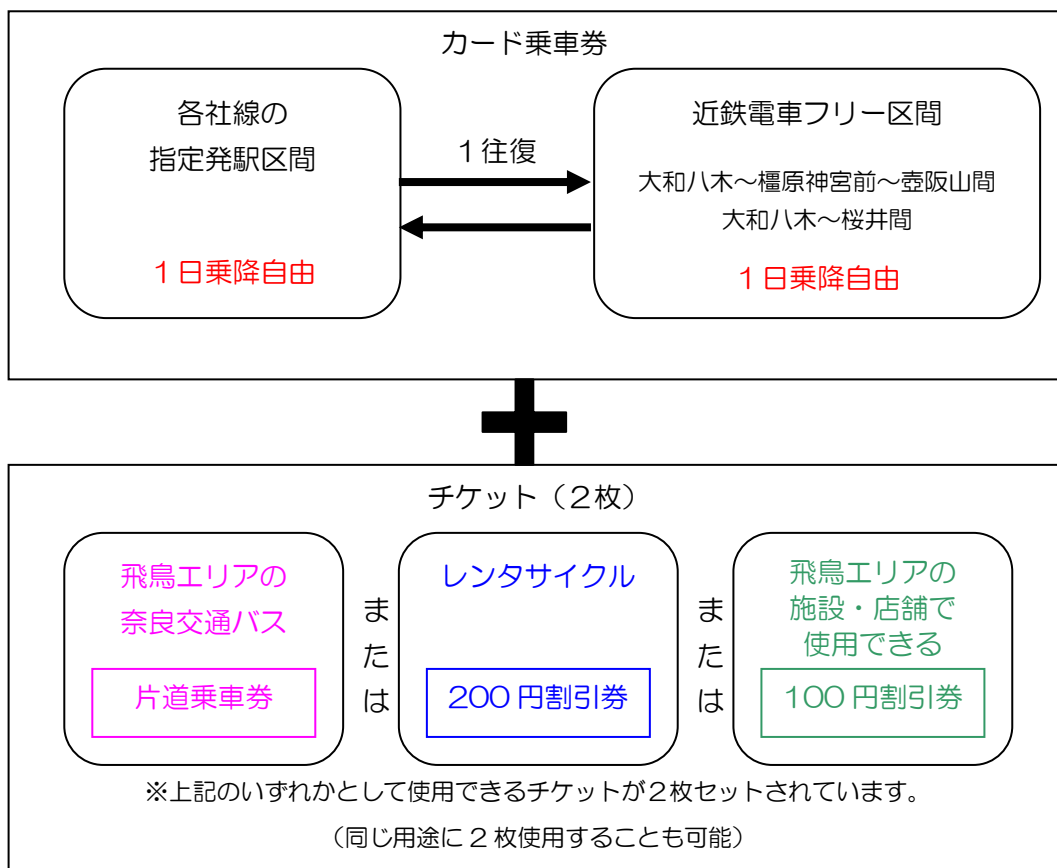 カード乗車券
各社線の
指定発駅区間
1日乗降自由
1往復
近鉄電車フリー区間
大和八木~橿原神宮前~壺阪山間
大和八木~桜井間
1日乗降自由
チケット(2枚)
飛鳥エリアの
奈良交通バス
片道乗車券
または
レンタサイクル
200円割引券
または
飛鳥エリアの
施設・店舗で
使用できる
100円割引券
※上記のいずれかとして使用できるチケットが2枚セットされています。
(同じ用途に2枚使用することも可能)